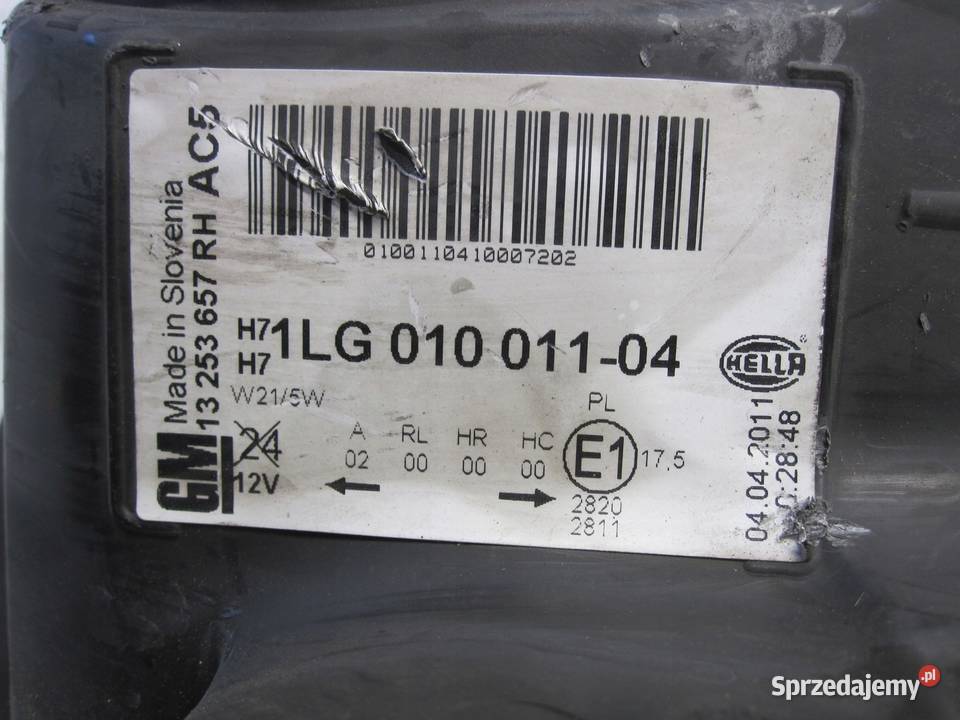 GM
Made in Slovenia
13 253 657 RH AC5
0100110410007202
H7
H7
1LG 010 011-04
HELLA
W21/5W
24
12V
A RL HR HC
02 00 00 00
PL
E1 17,5
2820
2811
04.04.2011
:28:48
Sprzedajemy.pl